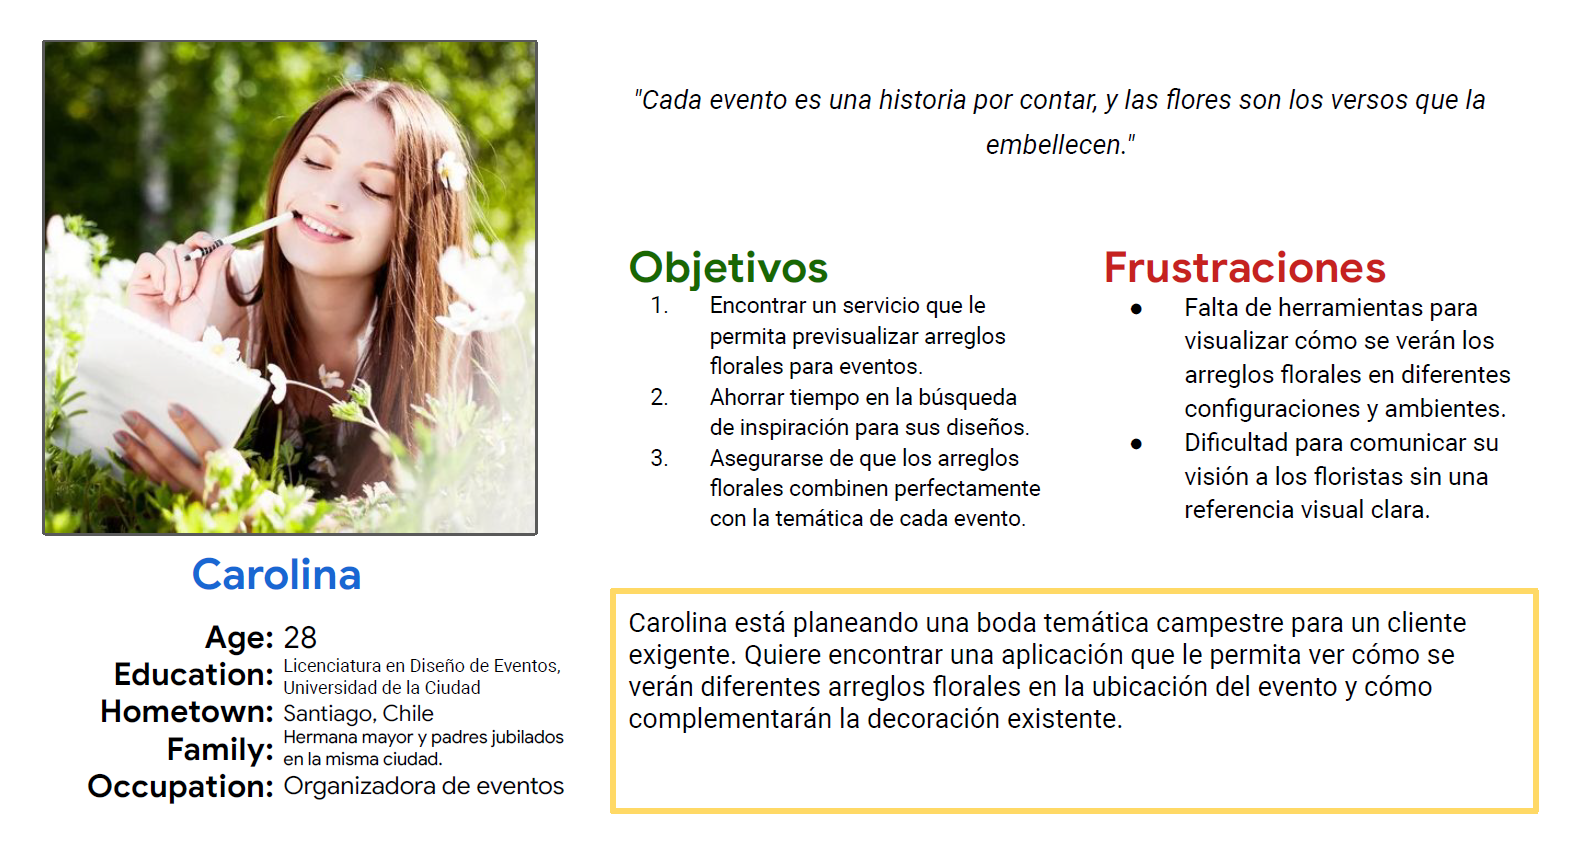 "Cada evento es una historia por contar, y las flores son los versos que la
embellecen."
Objetivos
1. Encontrar un servicio que le
permita previsualizar arreglos
florales para eventos.
2. Ahorrar tiempo en la búsqueda
de inspiración para sus diseños.
3. Asegurarse de que los arreglos
florales combinen perfectamente
con la temática de cada evento.
Frustraciones
● Falta de herramientas para
visualizar cómo se verán los
arreglos florales en diferentes
configuraciones y ambientes.
● Dificultad para comunicar su
visión a los floristas sin una
referencia visual clara.
Carolina
Age: 28
Education: Licenciatura en Diseño de Eventos,
Universidad de la Ciudad
Hometown: Santiago, Chile
Family: Hermana mayor y padres jubilados
en la misma ciudad.
Occupation: Organizadora de eventos
Carolina está planeando una boda temática campestre para un cliente
exigente. Quiere encontrar una aplicación que le permita ver cómo se
verán diferentes arreglos florales en la ubicación del evento y cómo
complementarán la decoración existente.